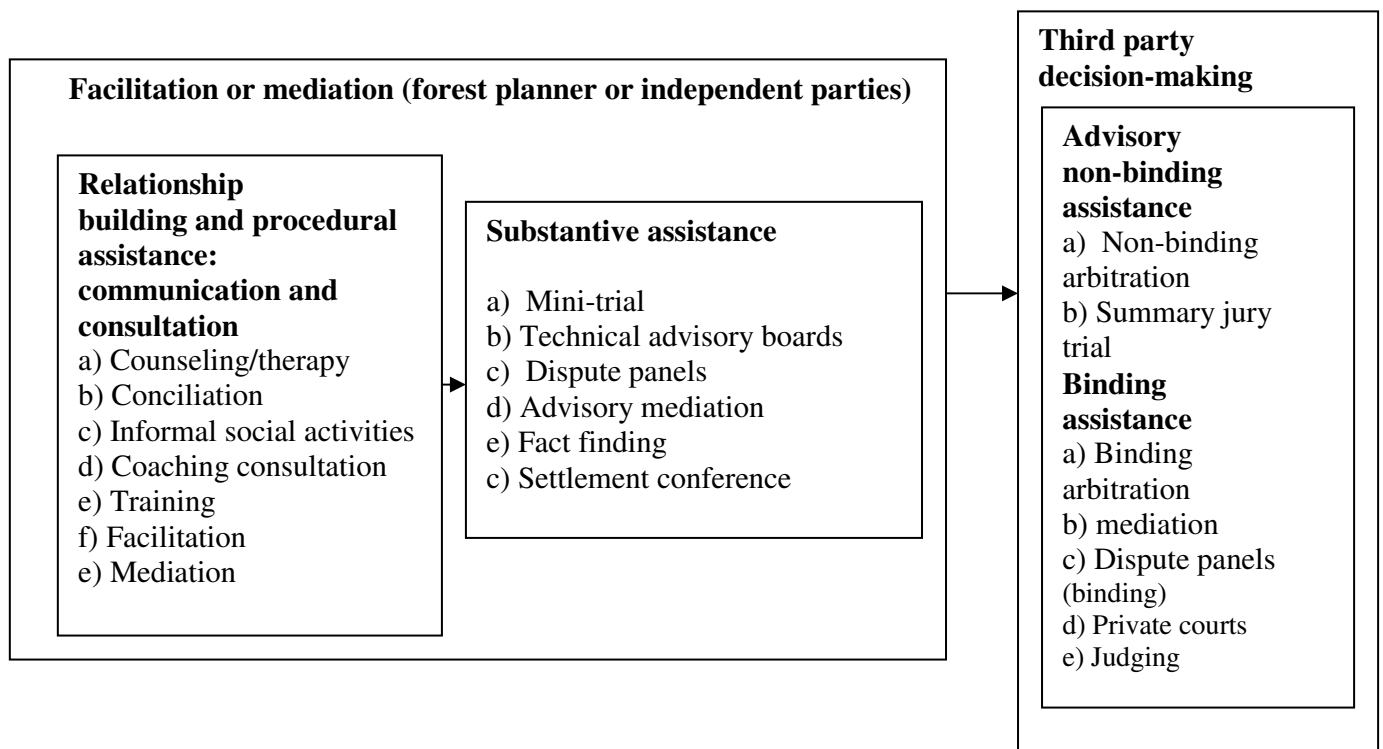 Facilitation or mediation (forest planner or independent parties)
Relationship
building and procedural
assistance:
communication and
consultation
a) Counseling/therapy
b) Conciliation
c) Informal social activities
d) Coaching consultation
e) Training
f) Facilitation
e) Mediation
Substantive assistance
a) Mini-trial
b) Technical advisory boards
c) Dispute panels
d) Advisory mediation
e) Fact finding
c) Settlement conference
Third party
decision-making
Advisory
non-binding
assistance
a) Non-binding
arbitration
b) Summary jury
trial
Binding
assistance
a) Binding
arbitration
b) mediation
c) Dispute panels
(binding)
d) Private courts
e) Judging